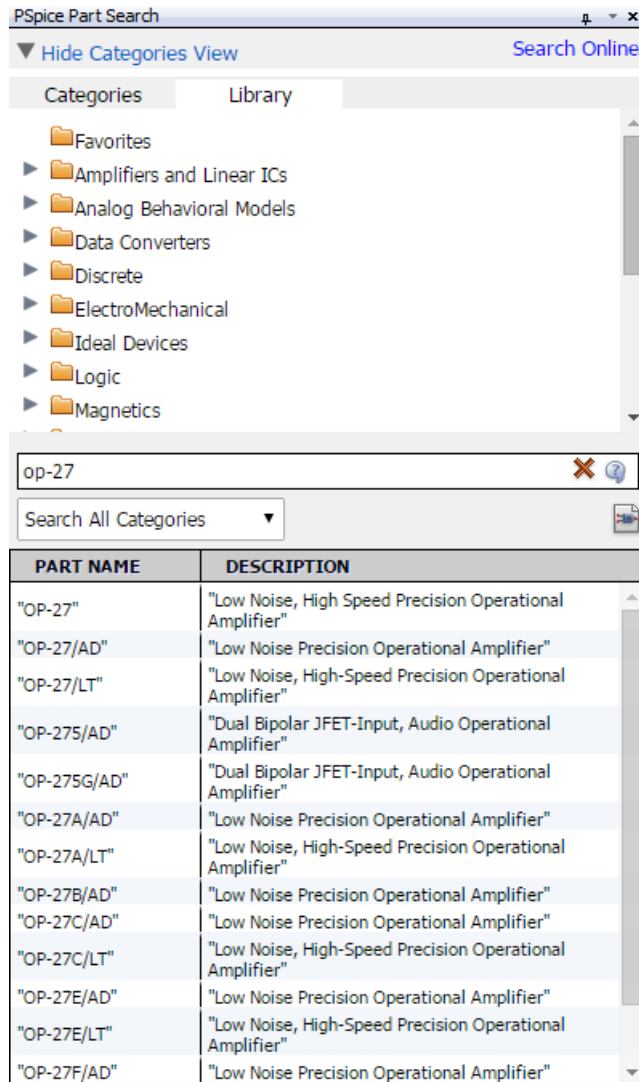 PSpice Part Search
Hide Categories View
Search Online
Categories
Library
Favorites
Amplifiers and Linear ICs
Analog Behavioral Models
Data Converters
Discrete
ElectroMechanical
Ideal Devices
Logic
Magnetics
op-27
Search All Categories
PART NAME DESCRIPTION
"OP-27" "Low Noise, High Speed Precision Operational
Amplifier"
"OP-27/AD" "Low Noise Precision Operational Amplifier"
"OP-27/LT" "Low Noise, High-Speed Precision Operational
Amplifier"
"OP-275/AD" "Dual Bipolar JFET-Input, Audio Operational
Amplifier"
"OP-275G/AD" "Dual Bipolar JFET-Input, Audio Operational
Amplifier"
"OP-27A/AD" "Low Noise Precision Operational Amplifier"
"OP-27A/LT" "Low Noise, High-Speed Precision Operational
Amplifier"
"OP-27B/AD" "Low Noise Precision Operational Amplifier"
"OP-27C/AD" "Low Noise Precision Operational Amplifier"
"OP-27C/LT" "Low Noise, High-Speed Precision Operational
Amplifier"
"OP-27E/AD" "Low Noise Precision Operational Amplifier"
"OP-27E/LT" "Low Noise, High-Speed Precision Operational
Amplifier"
"OP-27F/AD" "Low Noise Precision Operational Amplifier"